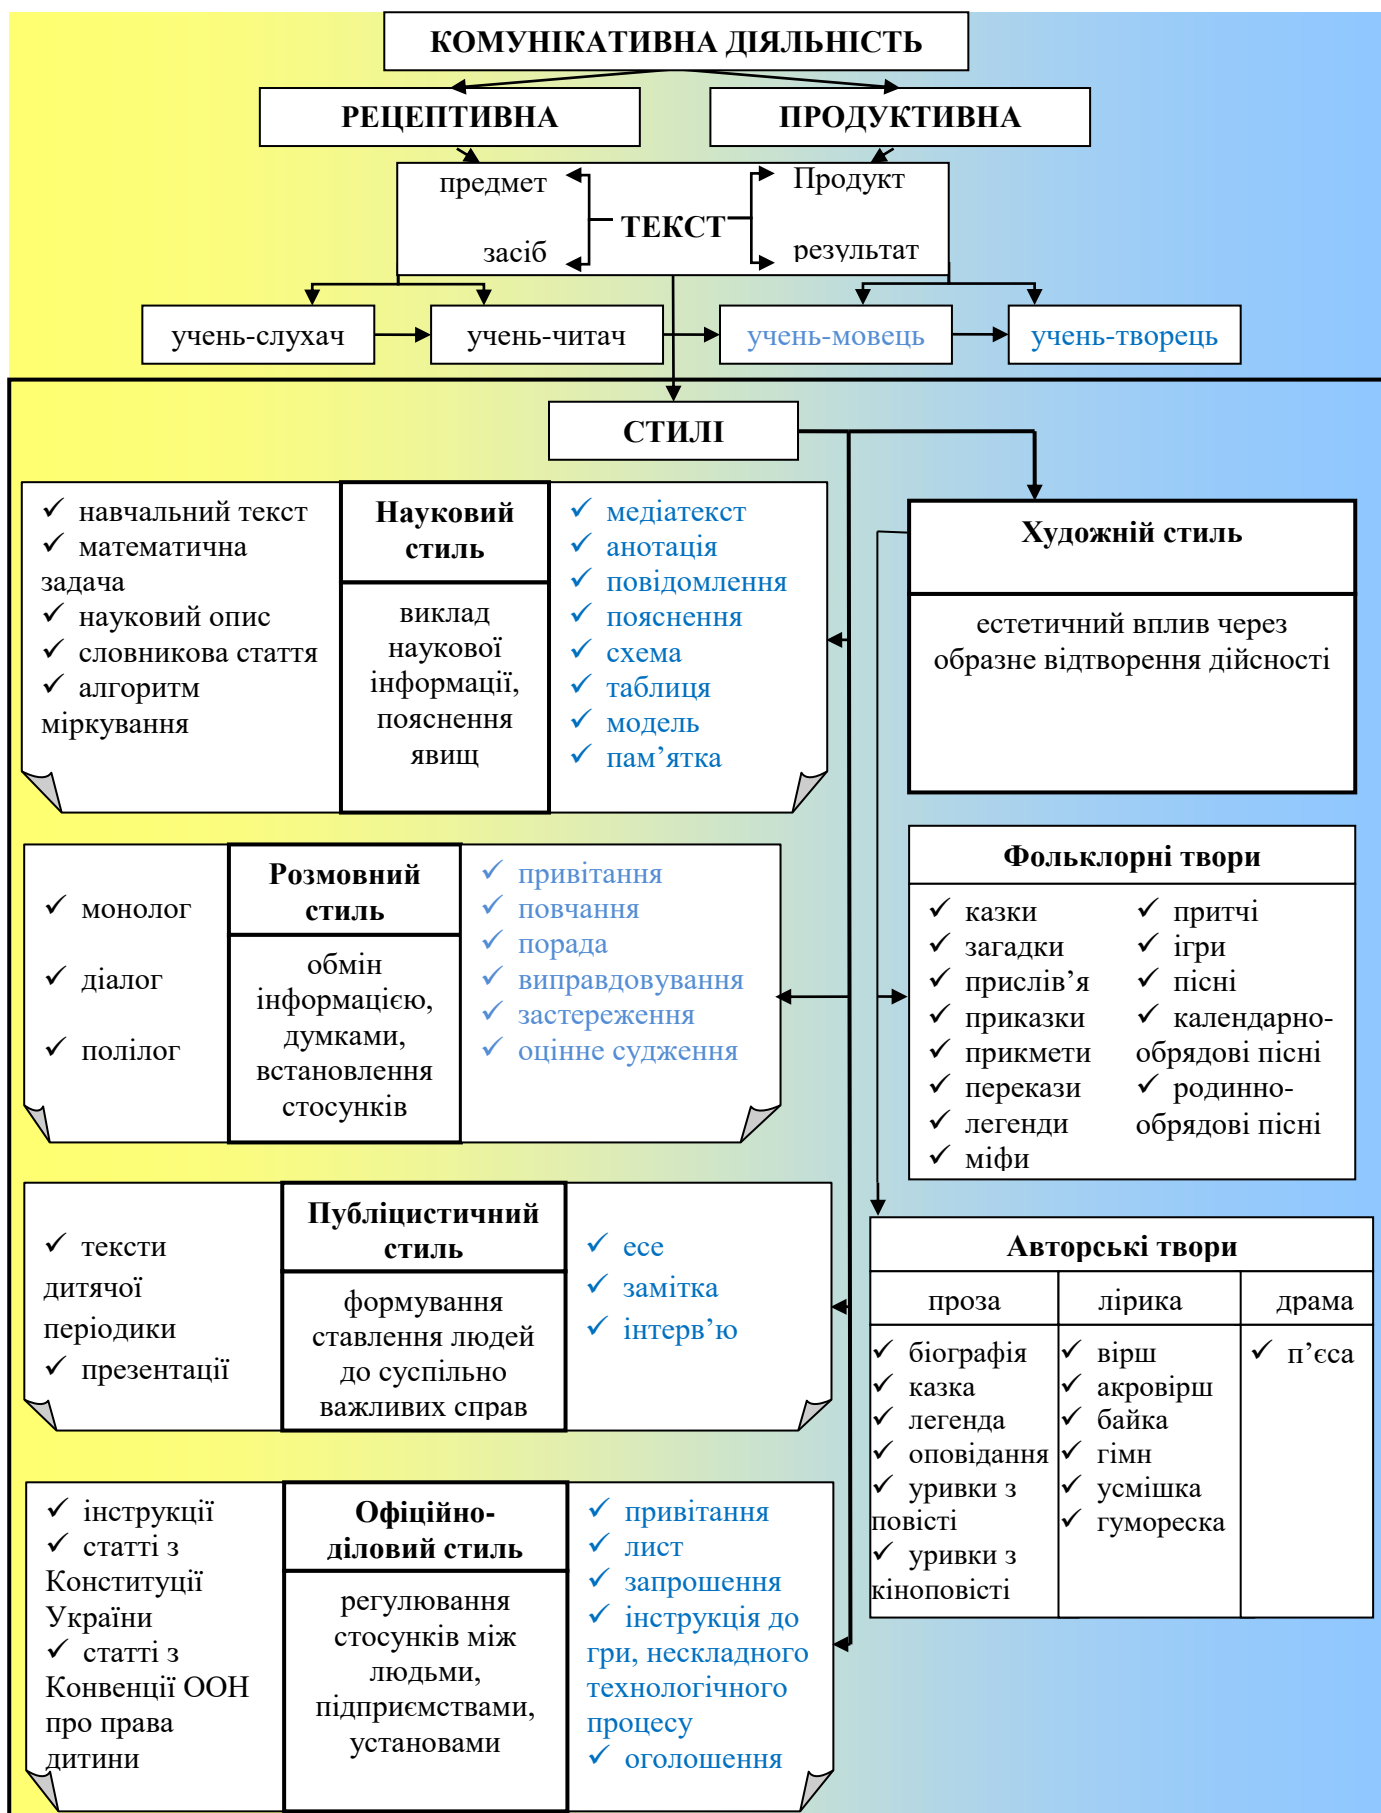 КОМУНІКАТИВНА ДІЯЛЬНІСТЬ
РЕЦЕПТИВНА
ПРОДУКТИВНА
предмет
Продукт
ТЕКСТ
засіб
результат
учень-слухач
учень-читач
учень-мовець
учень-творець
СТИЛІ
✓ навчальний текст
✓ математична
задача
✓ науковий опис
✓ словникова стаття
✓ алгоритм
міркування
Науковий
стиль
виклад
наукової
інформації,
пояснення
явищ
✓ медіатекст
✓ анотація
✓ повідомлення
✓ пояснення
✓ схема
✓ таблиця
✓ модель
✓ пам’ятка
Художній стиль
естетичний вплив через
образне відтворення дійсності
✓ монолог
✓ діалог
✓ полілог
Розмовний
стиль
обмін
інформацією,
думками,
встановлення
стосунків
✓ привітання
✓ повчання
✓ порада
✓ виправдовування
✓ застереження
✓ оцінне судження
Фольклорні твори
✓ казки
✓ загадки
✓ прислів’я
✓ приказки
✓ прикмети
✓ перекази
✓ легенди
✓ міфи
✓ притчі
✓ ігри
✓ пісні
✓ календарно-
обрядові пісні
✓ родинно-
обрядові пісні
✓ тексти
дитячої
періодики
✓ презентації
Публіцистичний
стиль
формування
ставлення людей
до суспільно
важливих справ
✓ есе
✓ замітка
✓ інтерв’ю
Авторські твори
проза
лірика
драма
✓ біографія
✓ казка
✓ легенда
✓ оповідання
✓ уривки з
повісті
✓ уривки з
кіноповісті
✓ вірш
✓ акровірш
✓ байка
✓ гімн
✓ усмішка
✓ гумореска
✓ п’єса
✓ інструкції
✓ статті з
Конституції
України
✓ статті з
Конвенції ООН
про права
дитини
Офіційно-
діловий стиль
регулювання
стосунків між
людьми,
підприємствами,
установами
✓ привітання
✓ лист
✓ запрошення
✓ інструкція до
гри, нескладного
технологічного
процесу
✓ оголошення